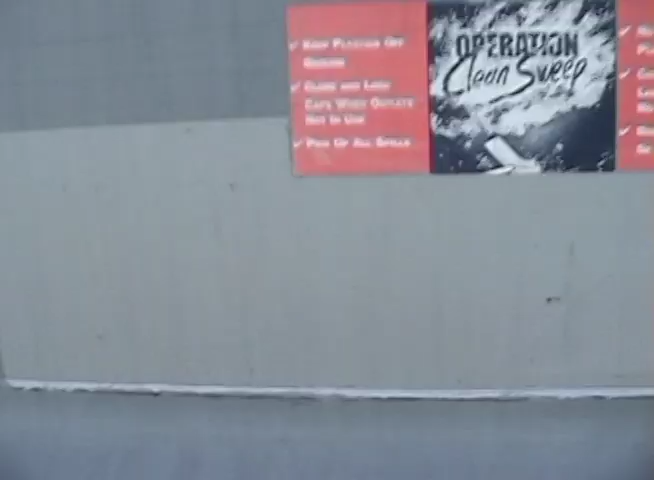 ✓ Keep Plastics Off
Ground
✓ Close and Lock
Caps When Outlets
Not In Use
✓ Pick Up All Spills
OPERATION
Clean Sweep